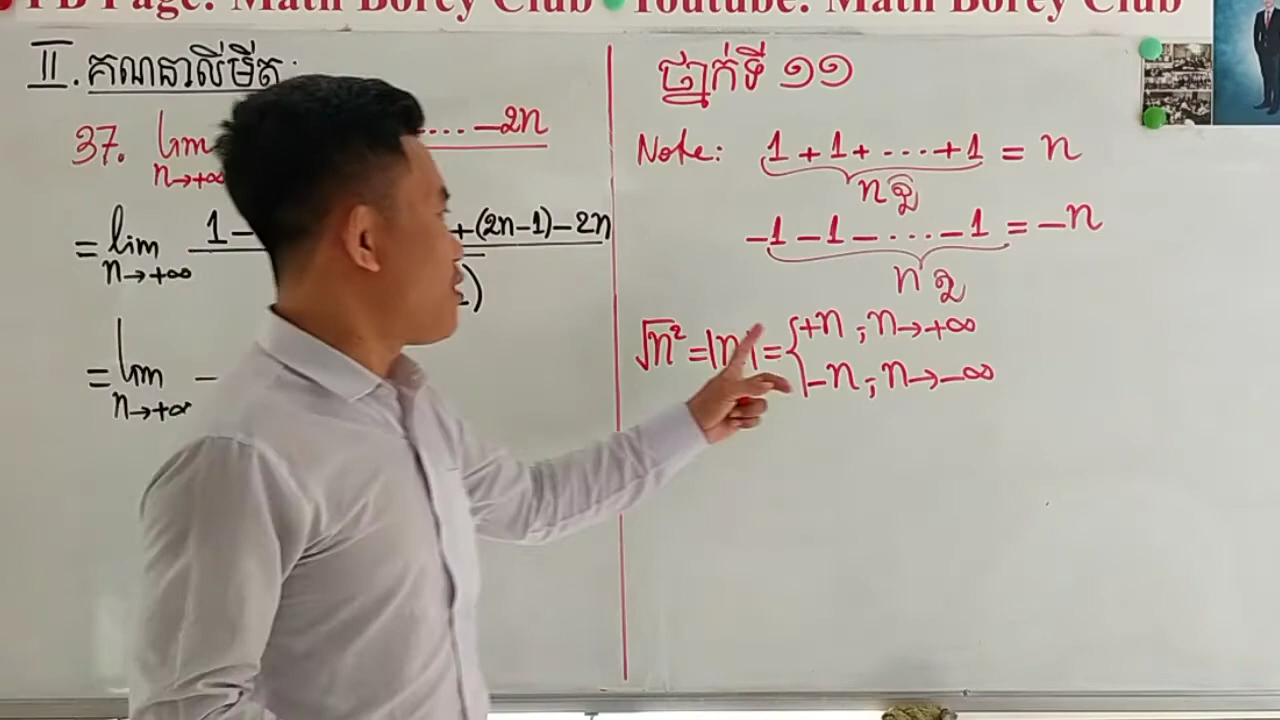 FB Page: Math Borey Club Youtube: Math Borey Club
II. គណនាលីមីត:
37. lim ....-2n
n→+∞
= lim 1- +(2n-1)-2n
n→+∞ )
= lim -
n→+∞
ថ្នាក់ទី ១១
Note: 1+1+....+1 = n
n ដង
-1-1-....-1 = -n
n ដង
√n² = |n| = {+n ; n→+∞
-n ; n→-∞